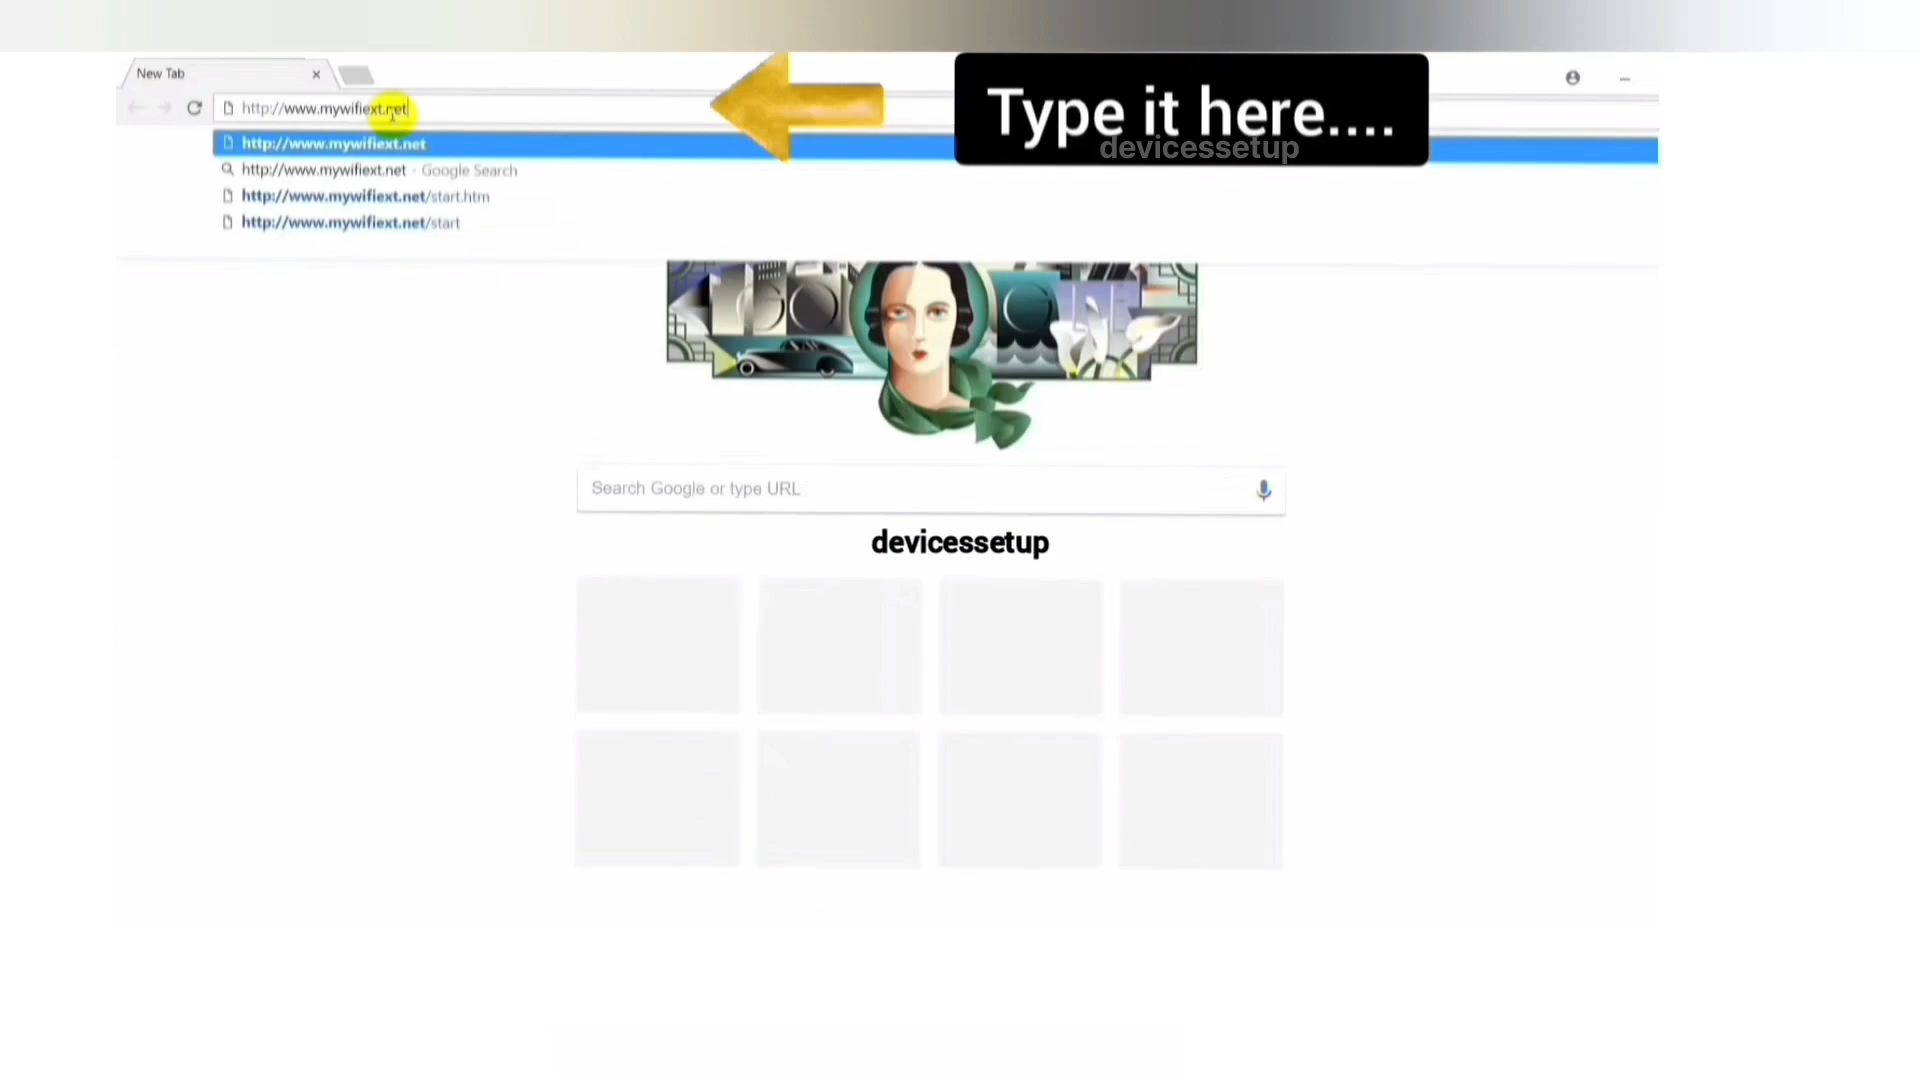 New Tab
http://www.mywifiext.net
Type it here....
devicessetup
http://www.mywifiext.net
http://www.mywifiext.net - Google Search
http://www.mywifiext.net/start.htm
http://www.mywifiext.net/start
Search Google or type URL
devicessetup